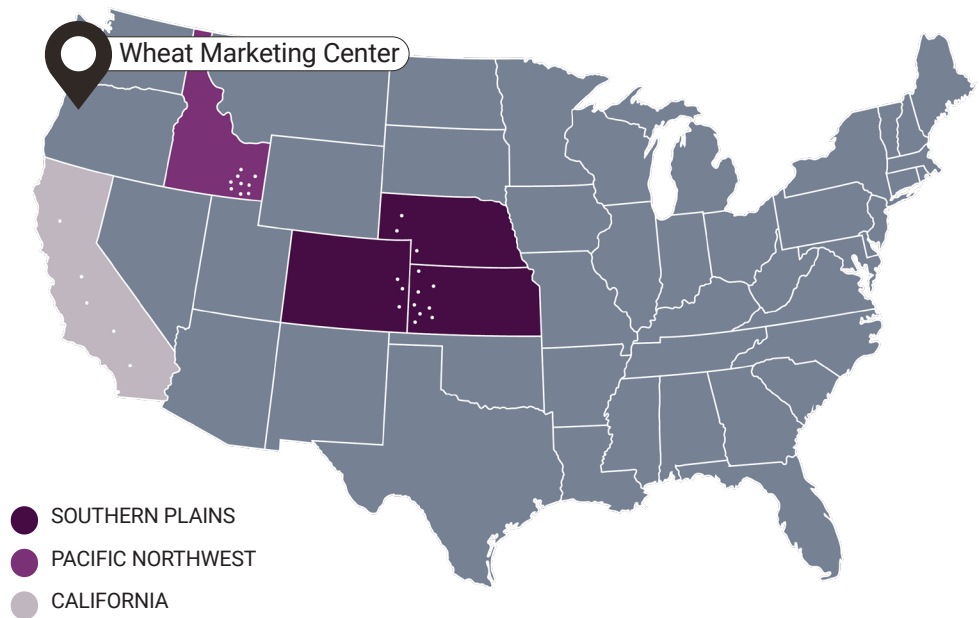 Wheat Marketing Center
SOUTHERN PLAINS
PACIFIC NORTHWEST
CALIFORNIA